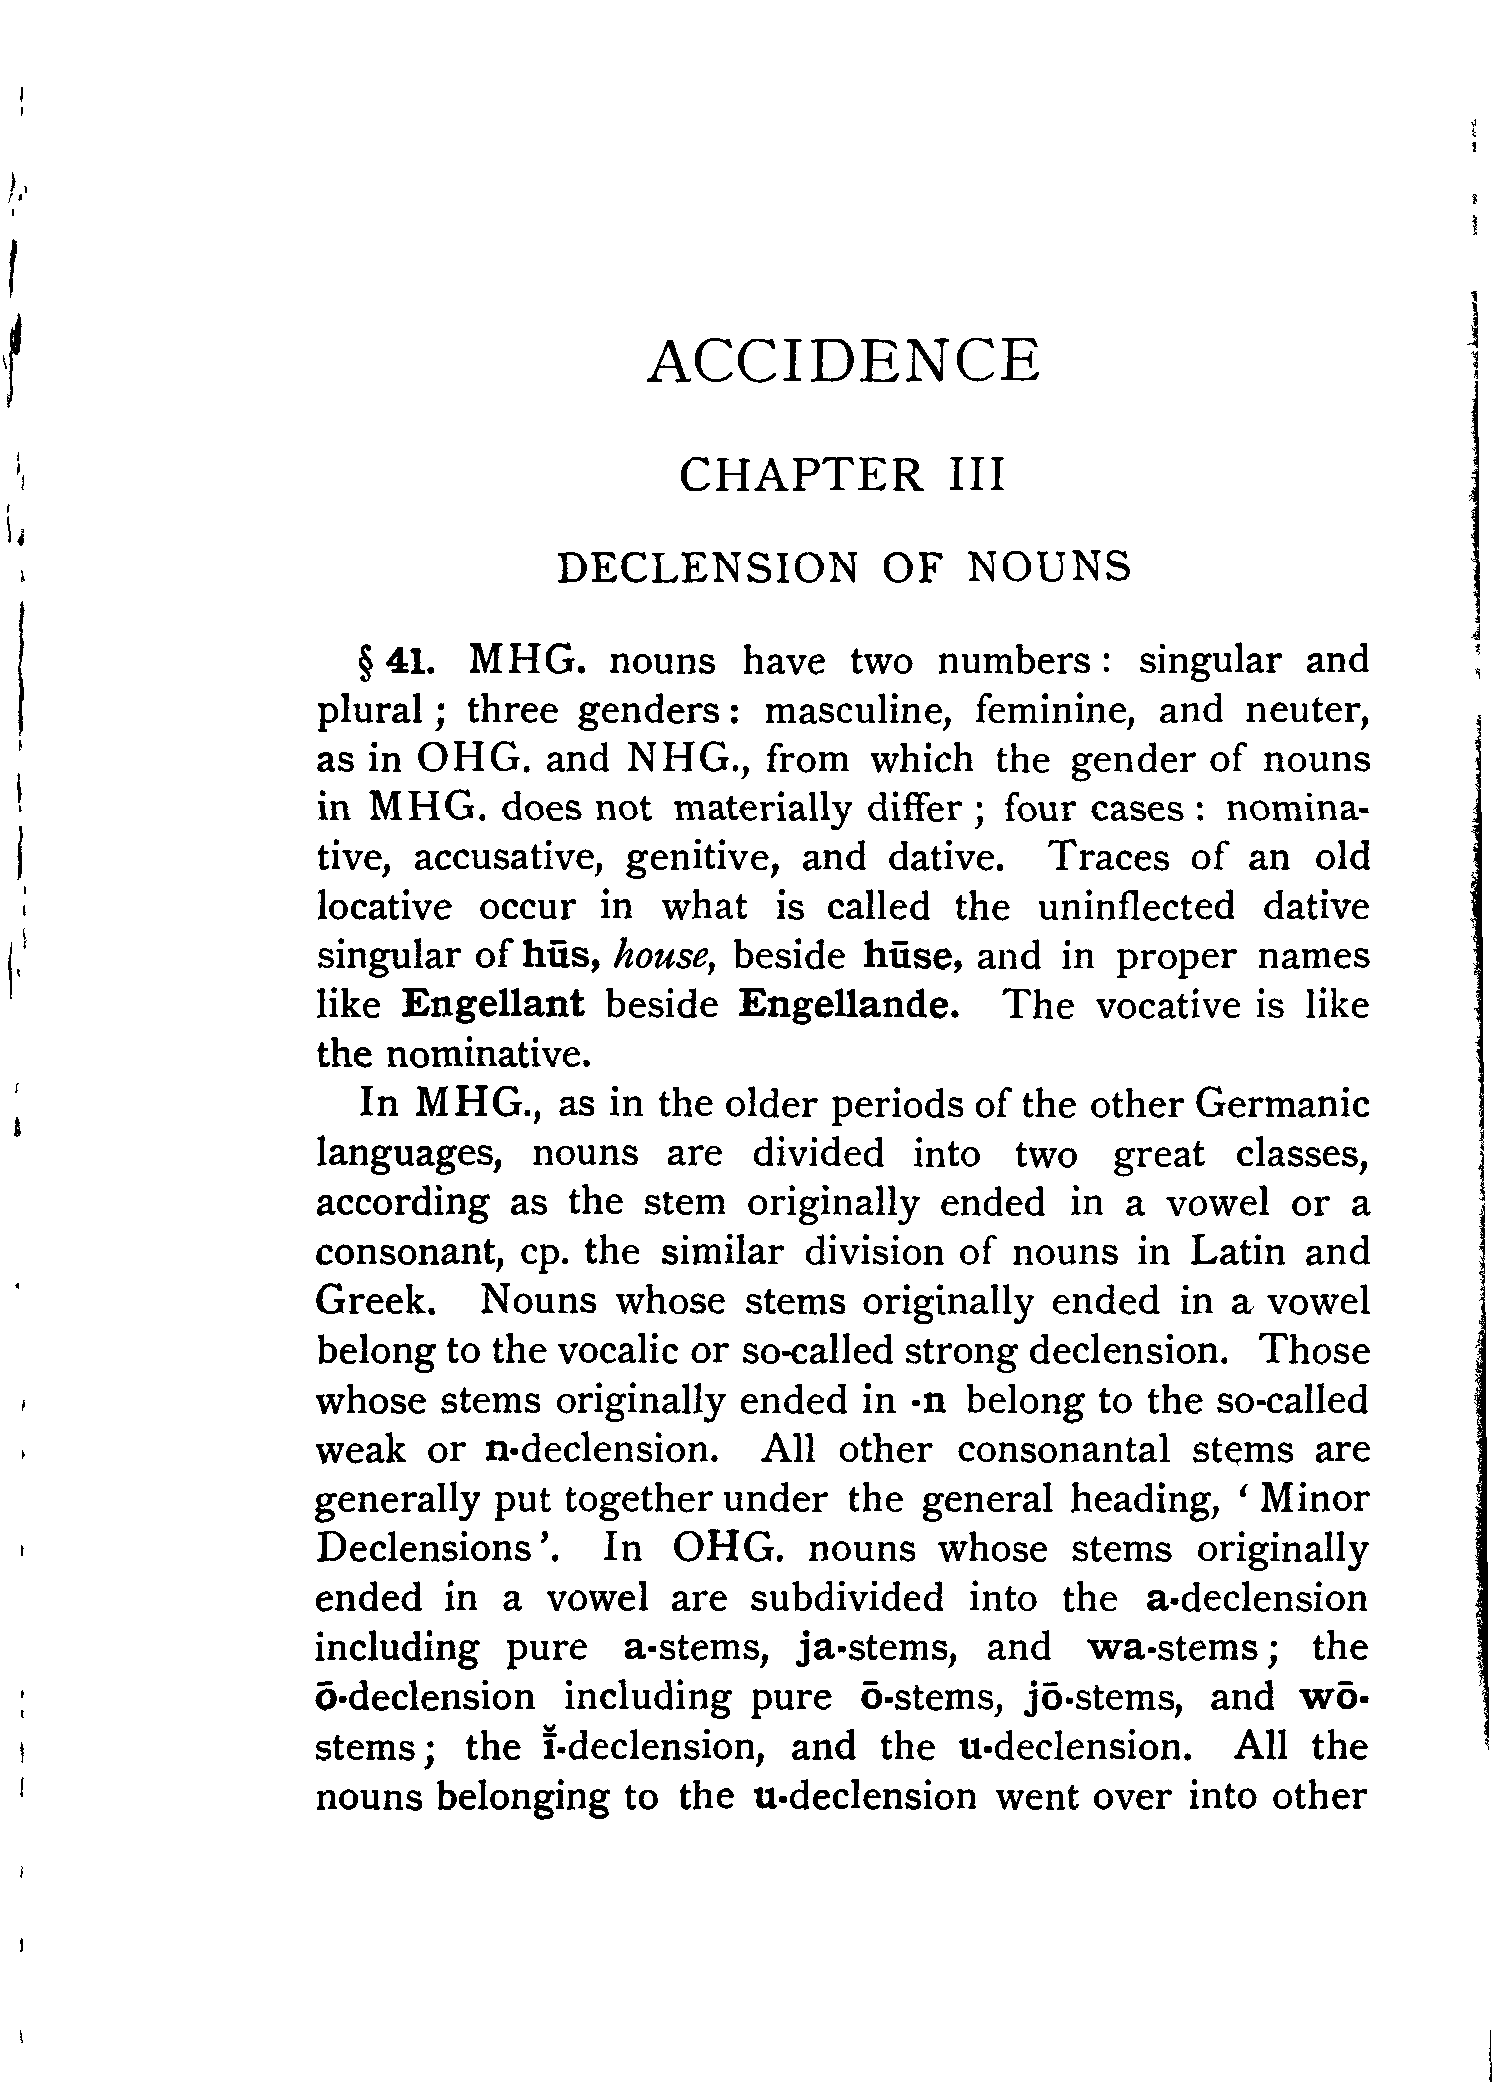 ACCIDENCE
CHAPTER III
DECLENSION OF NOUNS
§ 41. MHG. nouns have two numbers : singular and
plural ; three genders : masculine, feminine, and neuter,
as in OHG. and NHG., from which the gender of nouns
in MHG. does not materially differ ; four cases : nomina-
tive, accusative, genitive, and dative. Traces of an old
locative occur in what is called the uninflected dative
singular of hūs, house, beside hūse, and in proper names
like Engellant beside Engellande. The vocative is like
the nominative.
In MHG., as in the older periods of the other Germanic
languages, nouns are divided into two great classes,
according as the stem originally ended in a vowel or a
consonant, cp. the similar division of nouns in Latin and
Greek. Nouns whose stems originally ended in a vowel
belong to the vocalic or so-called strong declension. Those
whose stems originally ended in -n belong to the so-called
weak or n-declension. All other consonantal stems are
generally put together under the general heading, ‘ Minor
Declensions ’. In OHG. nouns whose stems originally
ended in a vowel are subdivided into the a-declension
including pure a-stems, ja-stems, and wa-stems ; the
ō-declension including pure ō-stems, jō-stems, and wō-
stems ; the ī̆-declension, and the u-declension. All the
nouns belonging to the u-declension went over into other